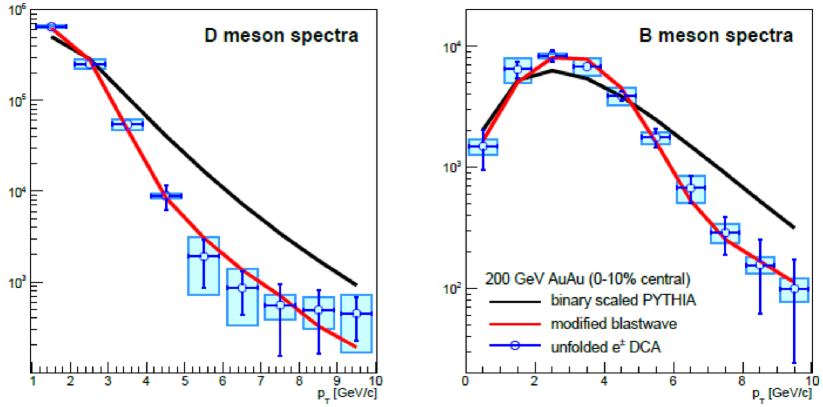 D meson spectra
10^6
10^5
10^4
10^3
1 2 3 4 5 6 7 8 9 10
p_T [GeV/c]
B meson spectra
10^4
10^3
10^2
200 GeV AuAu (0-10% central)
binary scaled PYTHIA
modified blastwave
unfolded e^± DCA
0 2 4 6 8 10
p_T [GeV/c]